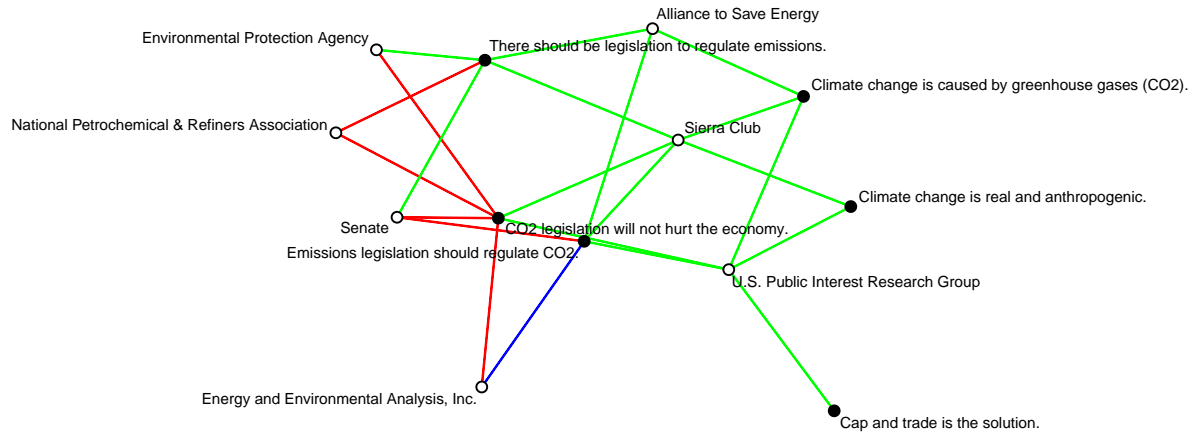 Alliance to Save Energy
Environmental Protection Agency
There should be legislation to regulate emissions.
Climate change is caused by greenhouse gases (CO2).
National Petrochemical & Refiners Association
Sierra Club
Climate change is real and anthropogenic.
Senate
CO2 legislation will not hurt the economy.
Emissions legislation should regulate CO2.
U.S. Public Interest Research Group
Energy and Environmental Analysis, Inc.
Cap and trade is the solution.